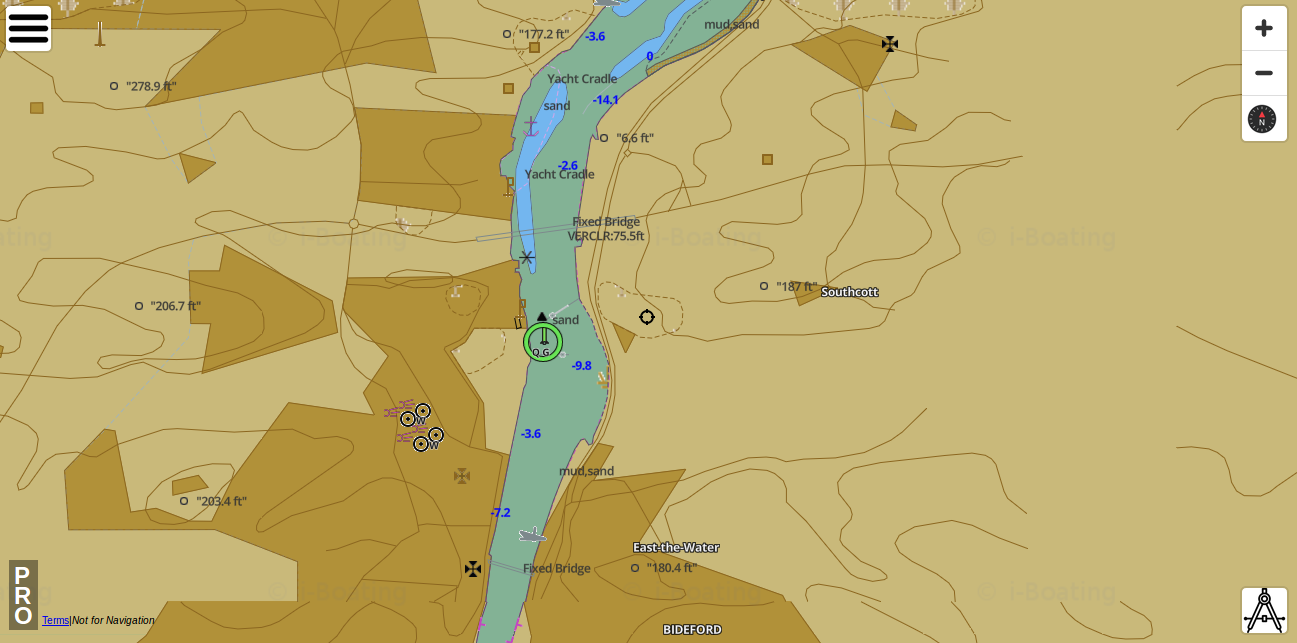 mud,sand
"177.2 ft"
-3.6
0
Yacht Cradle
"278.9 ft"
-14.1
sand
"6.6 ft"
-2.6
Yacht Cradle
Fixed Bridge
VERCLR:75.5ft
ating
© i-Boating
i-Boating
© i-Boating
"187 ft"
Southcott
"206.7 ft"
sand
Q G
-9.8
W
-3.6
W
mud,sand
"203.4 ft"
-7.2
East-the-Water
Fixed Bridge
"180.4 ft"
ating
© i-Boating
i-Boating
© i-Boating
PRO
Terms|Not for Navigation
BIDEFORD
N